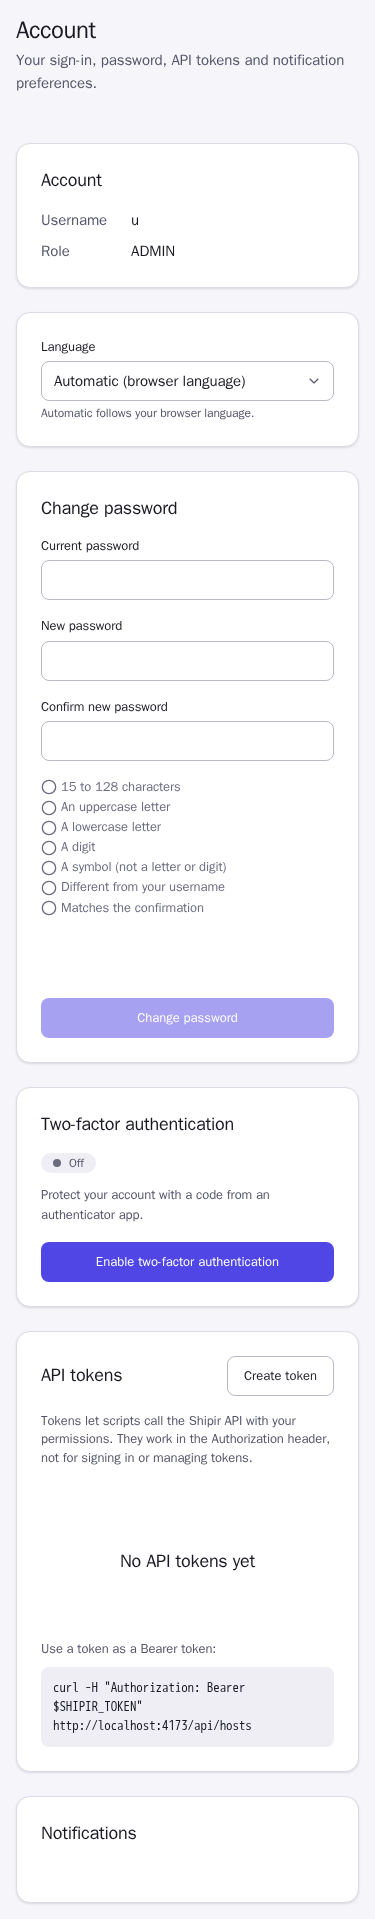 Account
Your sign-in, password, API tokens and notification
preferences.
Account
Username u
Role ADMIN
Language
Automatic (browser language)
Automatic follows your browser language.
Change password
Current password
New password
Confirm new password
15 to 128 characters
An uppercase letter
A lowercase letter
A digit
A symbol (not a letter or digit)
Different from your username
Matches the confirmation
Change password
Two-factor authentication
Off
Protect your account with a code from an
authenticator app.
Enable two-factor authentication
API tokens
Create token
Tokens let scripts call the Shipir API with your
permissions. They work in the Authorization header,
not for signing in or managing tokens.
No API tokens yet
Use a token as a Bearer token:
curl -H "Authorization: Bearer
$SHIPIR_TOKEN"
http://localhost:4173/api/hosts
Notifications